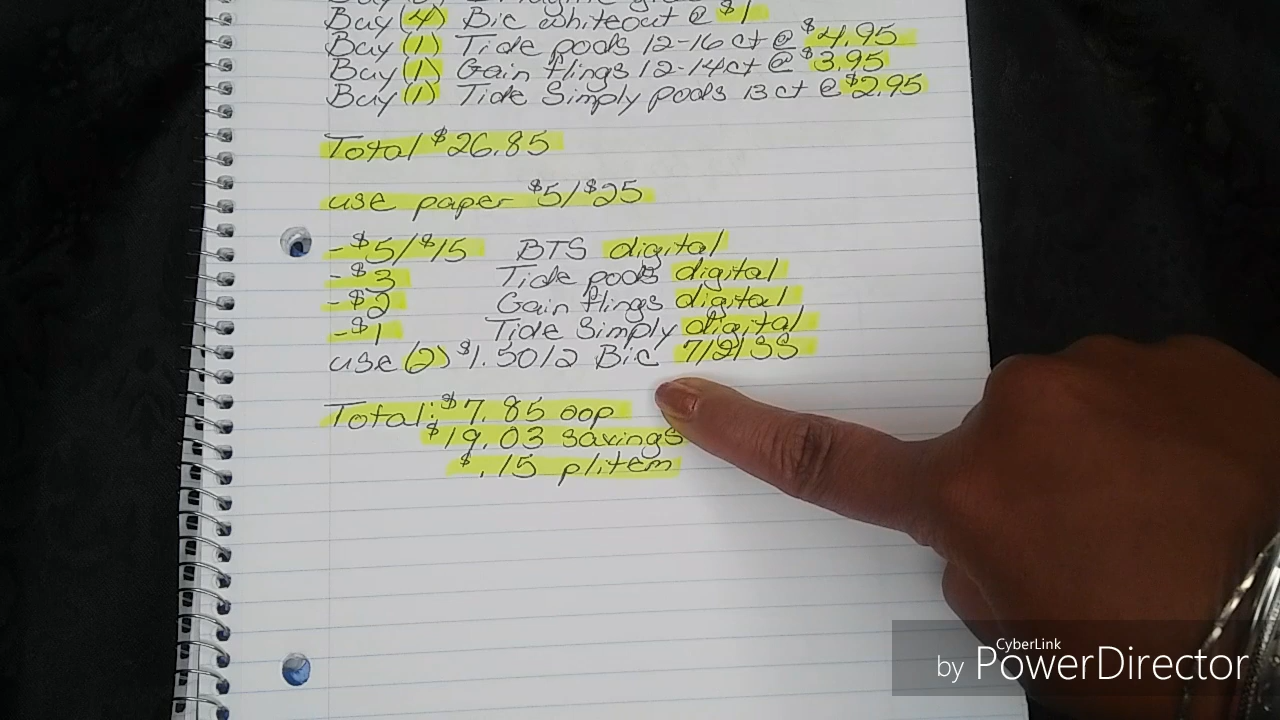 Buy (4) Bic whiteout @ $1
Buy (1) Tide pods 12-16 ct @ $4.95
Buy (1) Gain flings 12-14ct @ $3.95
Buy (1) Tide Simply pods 13 ct @ $2.95
Total $26.85
use paper $5/$25
-$5/$15 BTS digital
-$3 Tide pods digital
-$2 Gain flings digital
-$1 Tide Simply digital
use (2) $1.50/2 Bic 7/2/SS
Total: $7.85 oop
$19.03 savings
$.15 p/item
CyberLink
by PowerDirector